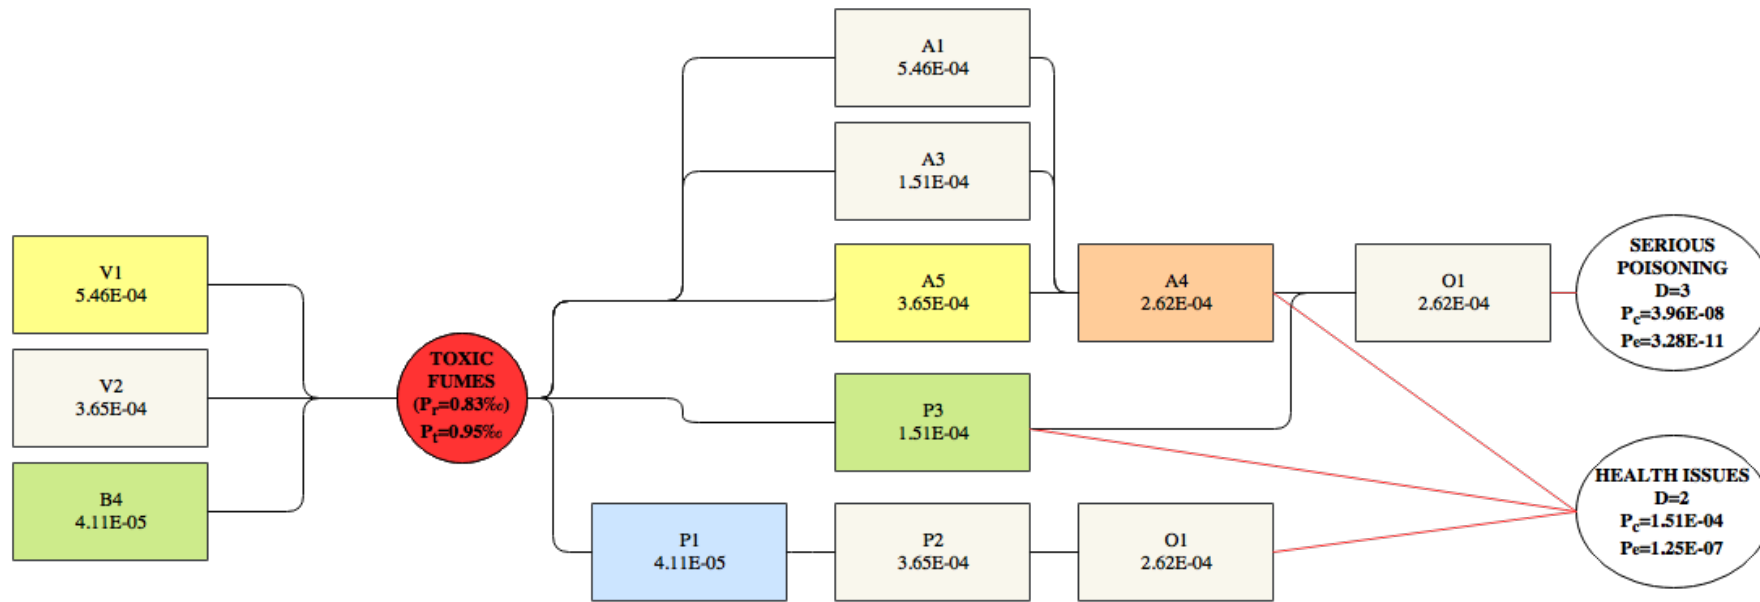 A1
5.46E-04
A3
1.51E-04
V1
5.46E-04
A5
3.65E-04
A4
2.62E-04
O1
2.62E-04
SERIOUS
POISONING
D=3
Pc=3.96E-08
Pe=3.28E-11
V2
3.65E-04
TOXIC
FUMES
(Pr=0.83‰)
Pt=0.95‰
P3
1.51E-04
B4
4.11E-05
HEALTH ISSUES
D=2
Pc=1.51E-04
Pe=1.25E-07
P1
4.11E-05
P2
3.65E-04
O1
2.62E-04